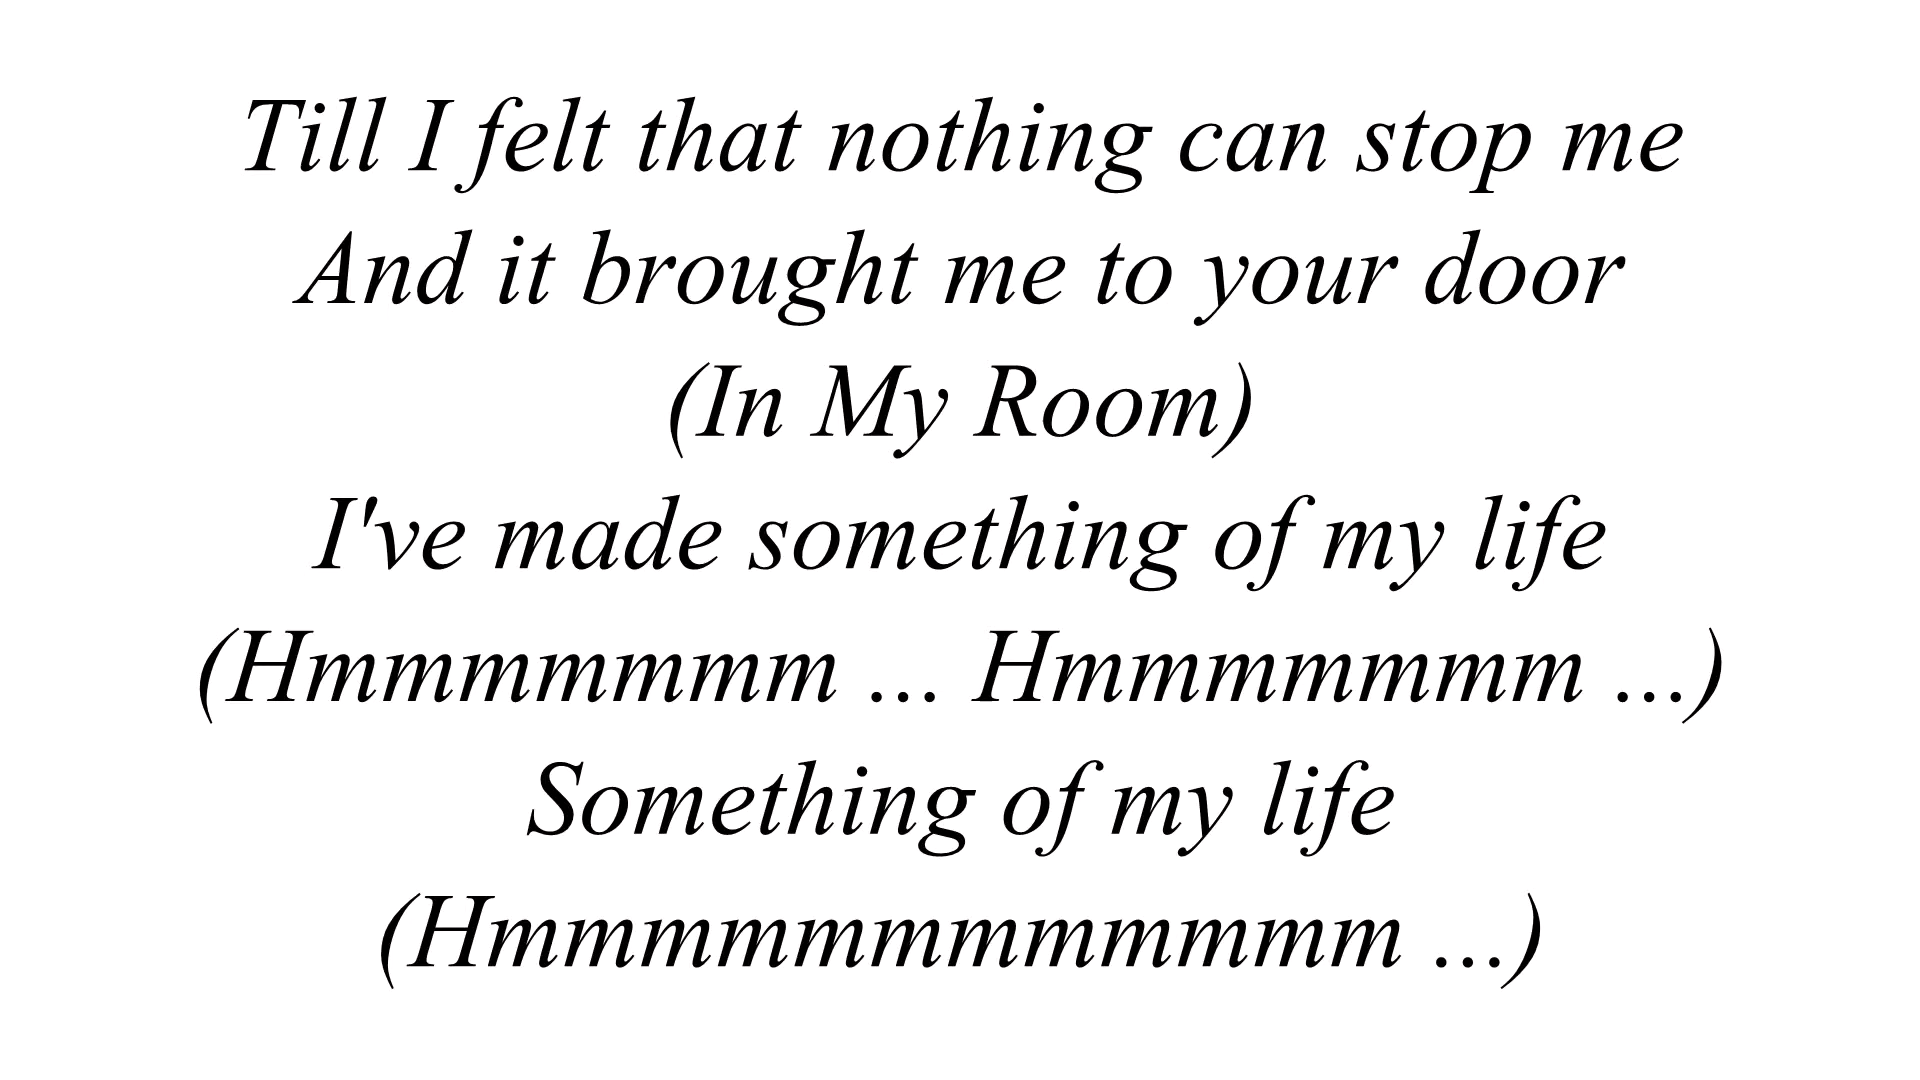 Till I felt that nothing can stop me
And it brought me to your door
(In My Room)
I've made something of my life
(Hmmmmmmm ... Hmmmmmmm ...)
Something of my life
(Hmmmmmmmmmmmm ...)